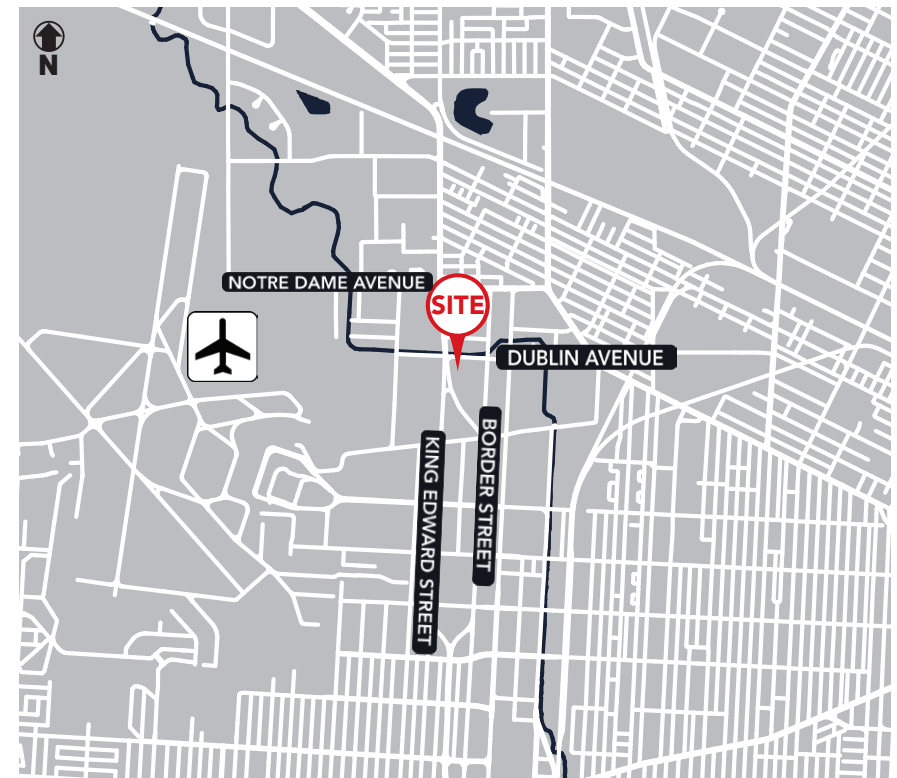 N
NOTRE DAME AVENUE
SITE
DUBLIN AVENUE
KING EDWARD STREET
BORDER STREET